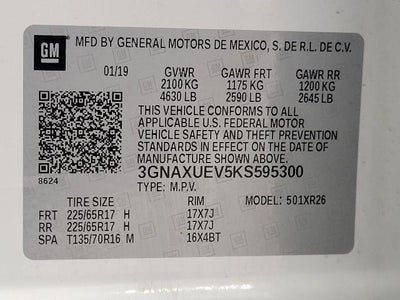 GM MFD BY GENERAL MOTORS DE MEXICO, S. DE R.L. DE C.V.
01/19 GVWR GAWR FRT GAWR RR
2100 KG 1175 KG 1200 KG
4630 LB 2590 LB 2645 LB
THIS VEHICLE CONFORMS TO ALL
APPLICABLE U.S. FEDERAL MOTOR
VEHICLE SAFETY AND THEFT PREVENTION
STANDARDS IN EFFECT ON THE DATE OF
MANUFACTURE SHOWN ABOVE.
3GNAXUEV5KS595300
8624 TYPE: M.P.V. MODEL: 501XR26
TIRE SIZE RIM
FRT 225/65R17 H 17X7J
RR 225/65R17 H 17X7J
SPA T135/70R16 M 16X4BT